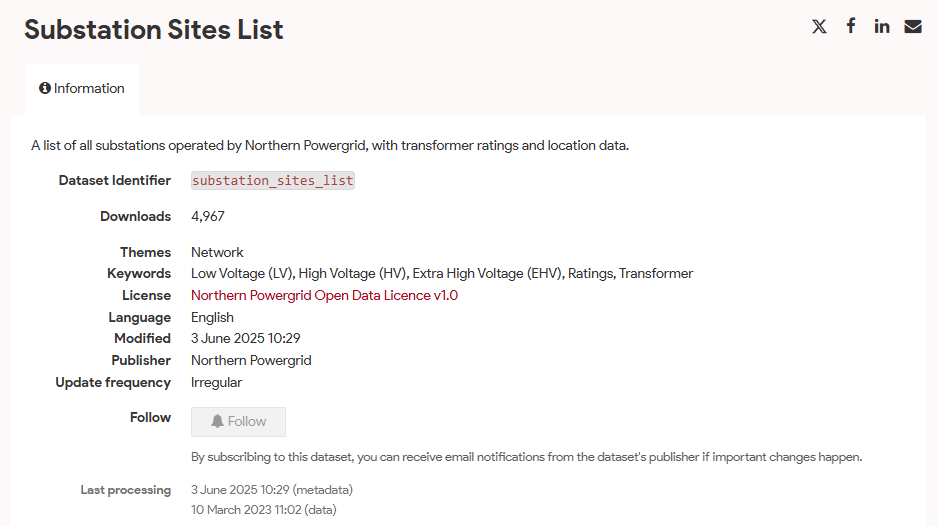 Substation Sites List
Information
A list of all substations operated by Northern Powergrid, with transformer ratings and location data.
Dataset Identifier substation_sites_list
Downloads 4,967
Themes Network
Keywords Low Voltage (LV), High Voltage (HV), Extra High Voltage (EHV), Ratings, Transformer
License Northern Powergrid Open Data Licence v1.0
Language English
Modified 3 June 2025 10:29
Publisher Northern Powergrid
Update frequency Irregular
Follow Follow
By subscribing to this dataset, you can receive email notifications from the dataset's publisher if important changes happen.
Last processing 3 June 2025 10:29 (metadata)
10 March 2023 11:02 (data)